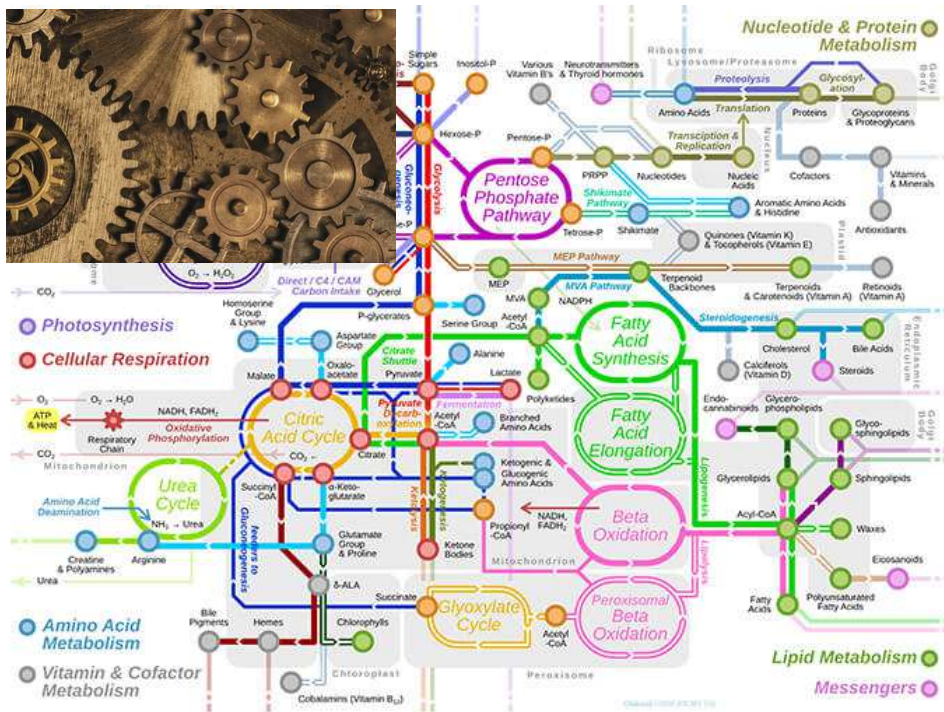 Nucleotide & Protein
Metabolism
Simple
Sugars
Inositol-P
Various
Vitamin B's
Neurotransmitters
& Thyroid hormones
Ribosome
Lysosome/Proteasome
Golgi
Body
Proteolysis
Glycosyl-
ation
Amino Acids
Translation
Proteins
Glycoproteins
& Proteoglycans
Hexose-P
Pentose-P
Transciption &
Replication
Nucleus
PRPP
Nucleotides
Nucleic
Acids
Cofactors
Vitamins
& Minerals
Gluconeo-
genesis
Glycolysis
Pentose
Phosphate
Pathway
Shikimate
Pathway
Aromatic Amino Acids
& Histidine
Tetrose-P
Shikimate
Antioxidants
Quinones (Vitamin K)
& Tocopherols (Vitamin E)
Plastid
O₂ → H₂O₂
Direct / C4 / CAM
Carbon Intake
Glycerol
MEP Pathway
MEP
MVA Pathway
Terpenoid
Backbones
Terpenoids
& Carotenoids (Vitamin A)
Retinoids
(Vitamin A)
CO₂
MVA
NADPH
Homoserine
Group
& Lysine
P-glycerates
Serine Group
Acetyl
-CoA
Photosynthesis
Aspartate
Group
Citrate
Shuttle
Fatty
Acid
Synthesis
Steroidogenesis
Endoplasmic
Reticulum
Cholesterol
Bile Acids
Calciferols
(Vitamin D)
Steroids
Cellular Respiration
Malate
Oxalo-
acetate
Pyruvate
Alanine
Lactate
Polyketides
O₂
O₂ → H₂O
NADH, FADH₂
ATP
& Heat
Respiratory
Chain
Oxidative
Phosphorylation
Citric
Acid Cycle
Pyruvate
Decarb-
oxidation
Fermentation
Acetyl
-CoA
Branched
Amino Acids
Fatty
Acid
Elongation
Endo-
cannabinoids
Glycero-
phospholipids
Glyco-
sphingolipids
Golgi
Body
CO₂
CO₂ ←
Citrate
Mitochondrion
Succinyl
-CoA
α-Keto-
glutarate
Ketogenic &
Glucogenic
Amino Acids
Lipogenesis
Glycerolipids
Sphingolipids
Urea
Cycle
Amino Acid
Deamination
NH₃ → Urea
feeders to
Gluconeogenesis
Ketolysis
Ketogenesis
Propionyl
-CoA
NADH,
FADH₂
Beta
Oxidation
Acyl-CoA
Waxes
Creatine
& Polyamines
Arginine
Glutamate
Group
& Proline
Ketone
Bodies
Mitochondrion
Lipolysis
Eicosanoids
Urea
δ-ALA
Fatty
Acids
Polyunsaturated
Fatty Acids
Succinate
Glyoxylate
Cycle
Acetyl
-CoA
Peroxisomal
Beta
Oxidation
Amino Acid
Metabolism
Bile
Pigments
Hemes
Chlorophylls
Vitamin & Cofactor
Metabolism
Chloroplast
Peroxisome
Cobalamins (Vitamin B₁₂)
Lipid Metabolism
Messengers